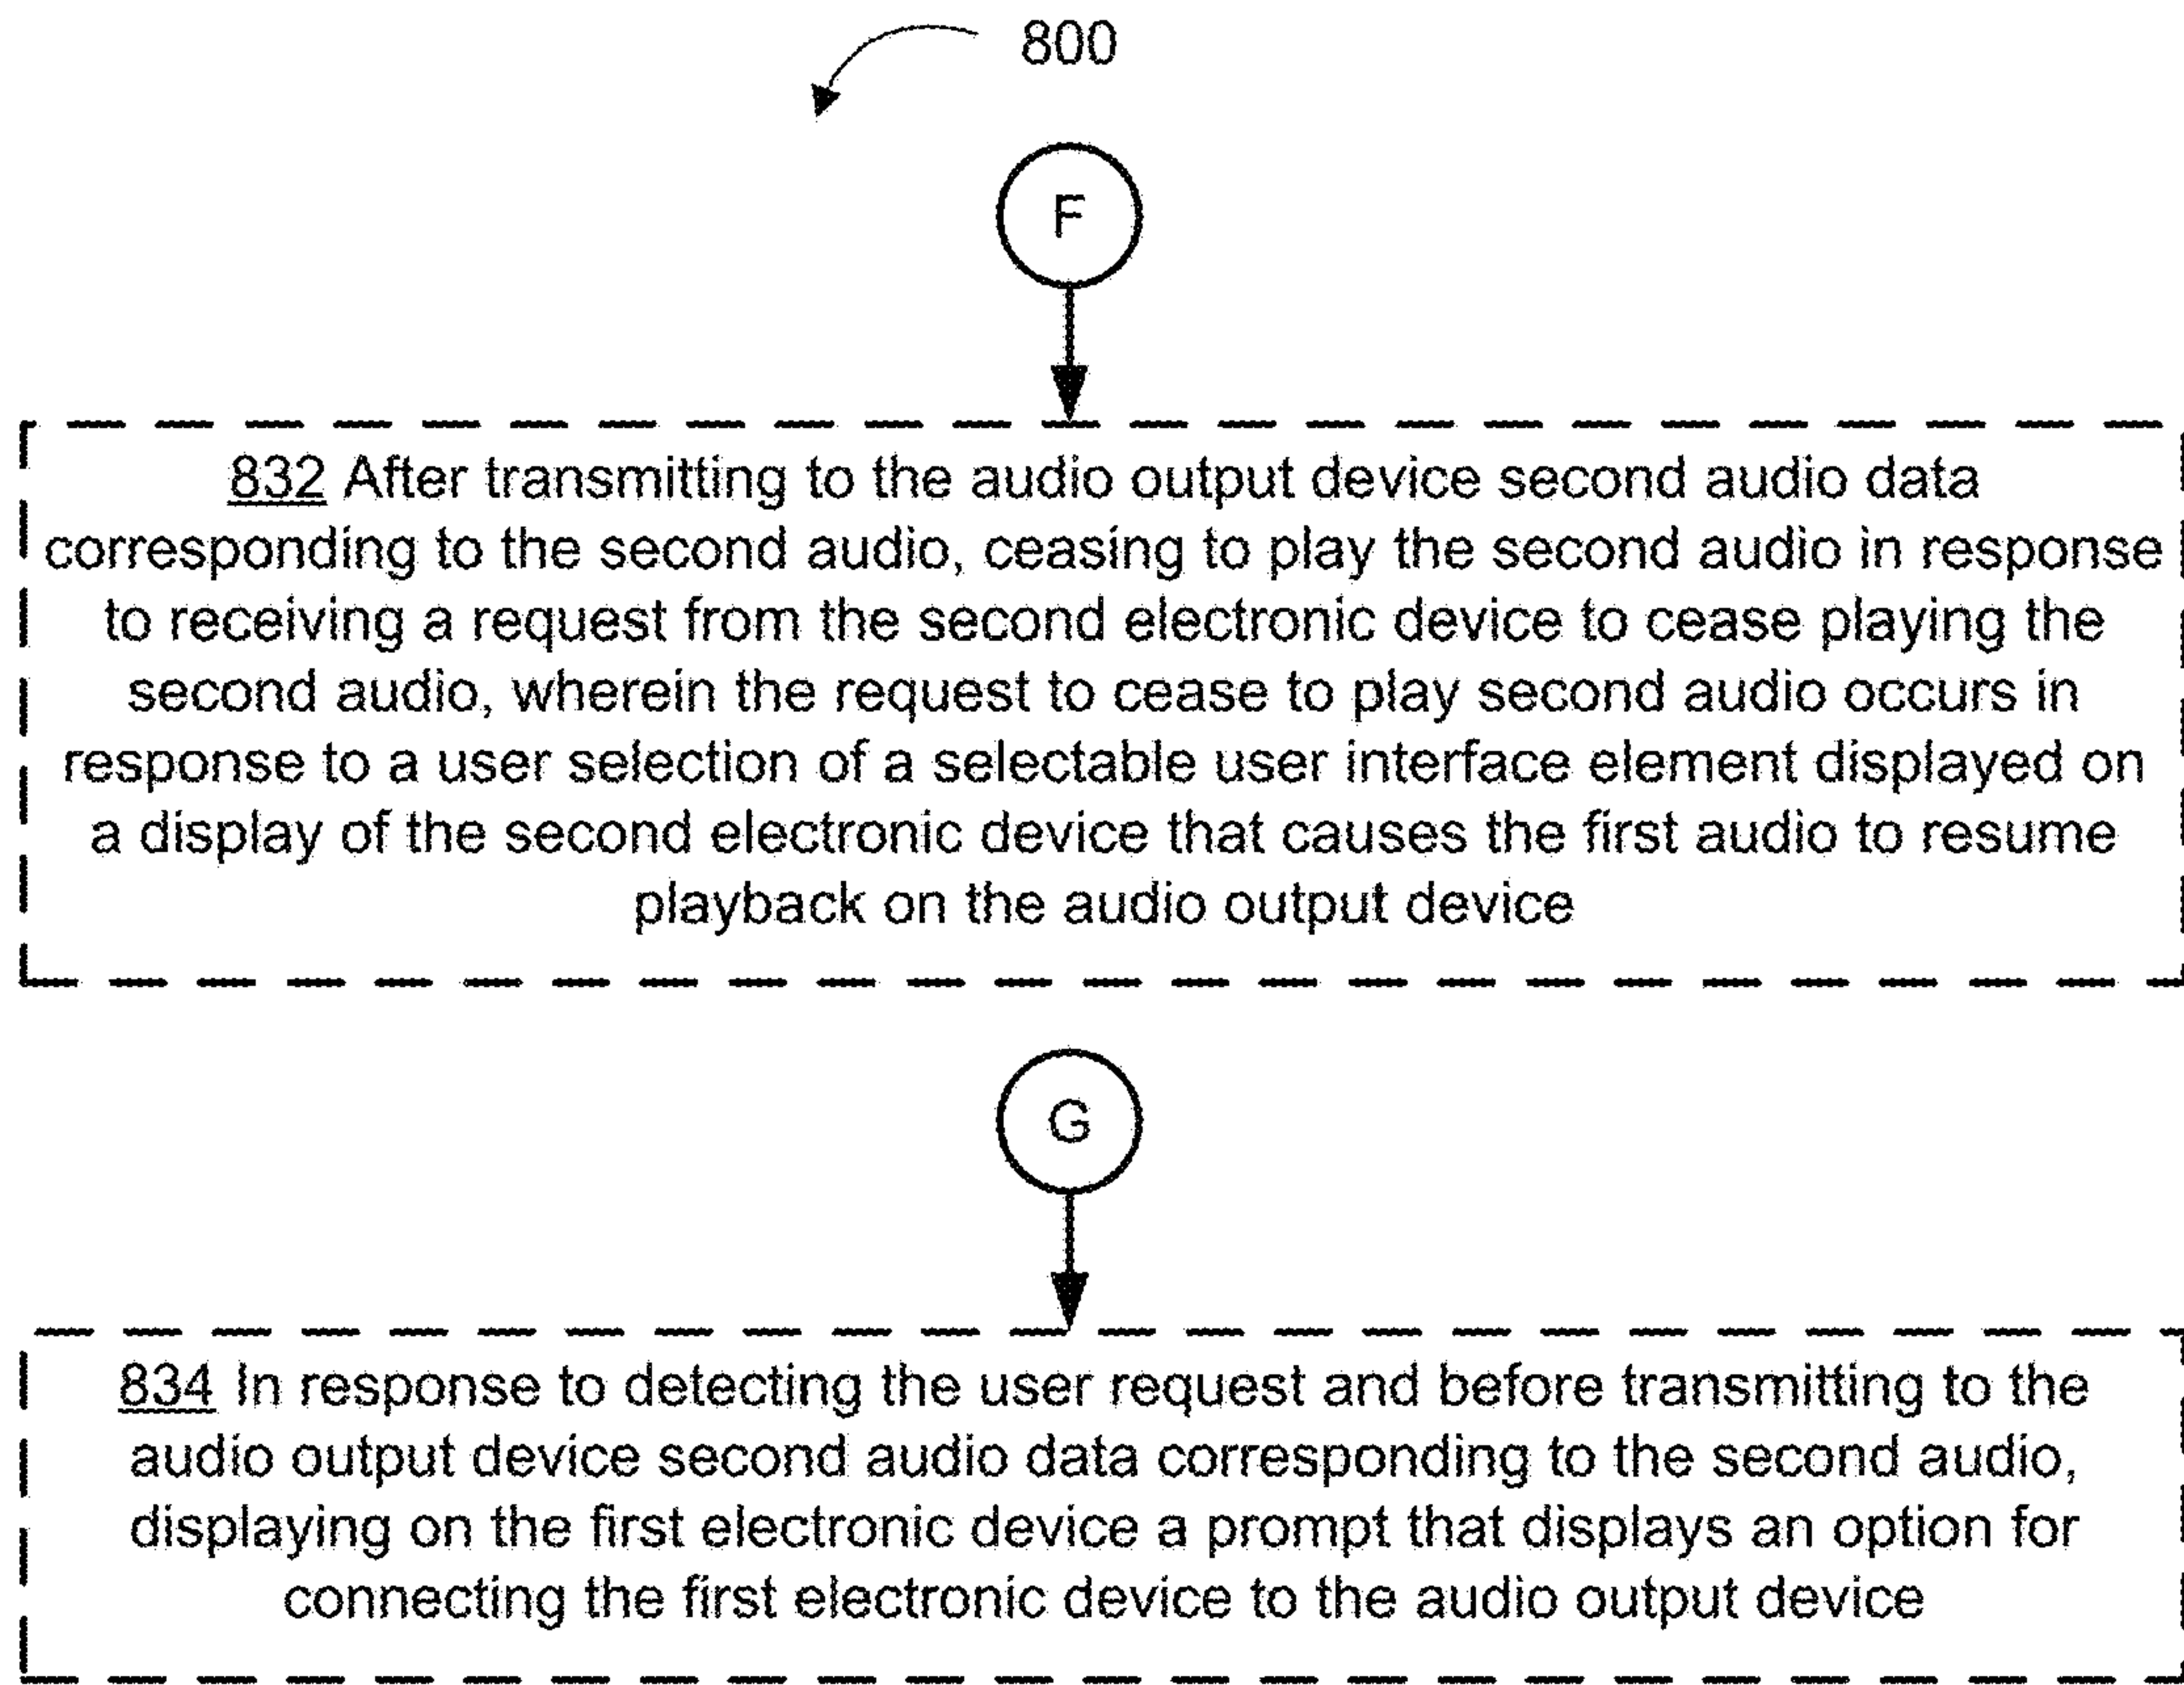 800
F
832 After transmitting to the audio output device second audio data
corresponding to the second audio, ceasing to play the second audio in response
to receiving a request from the second electronic device to cease playing the
second audio, wherein the request to cease to play second audio occurs in
response to a user selection of a selectable user interface element displayed on
a display of the second electronic device that causes the first audio to resume
playback on the audio output device
G
834 In response to detecting the user request and before transmitting to the
audio output device second audio data corresponding to the second audio,
displaying on the first electronic device a prompt that displays an option for
connecting the first electronic device to the audio output device